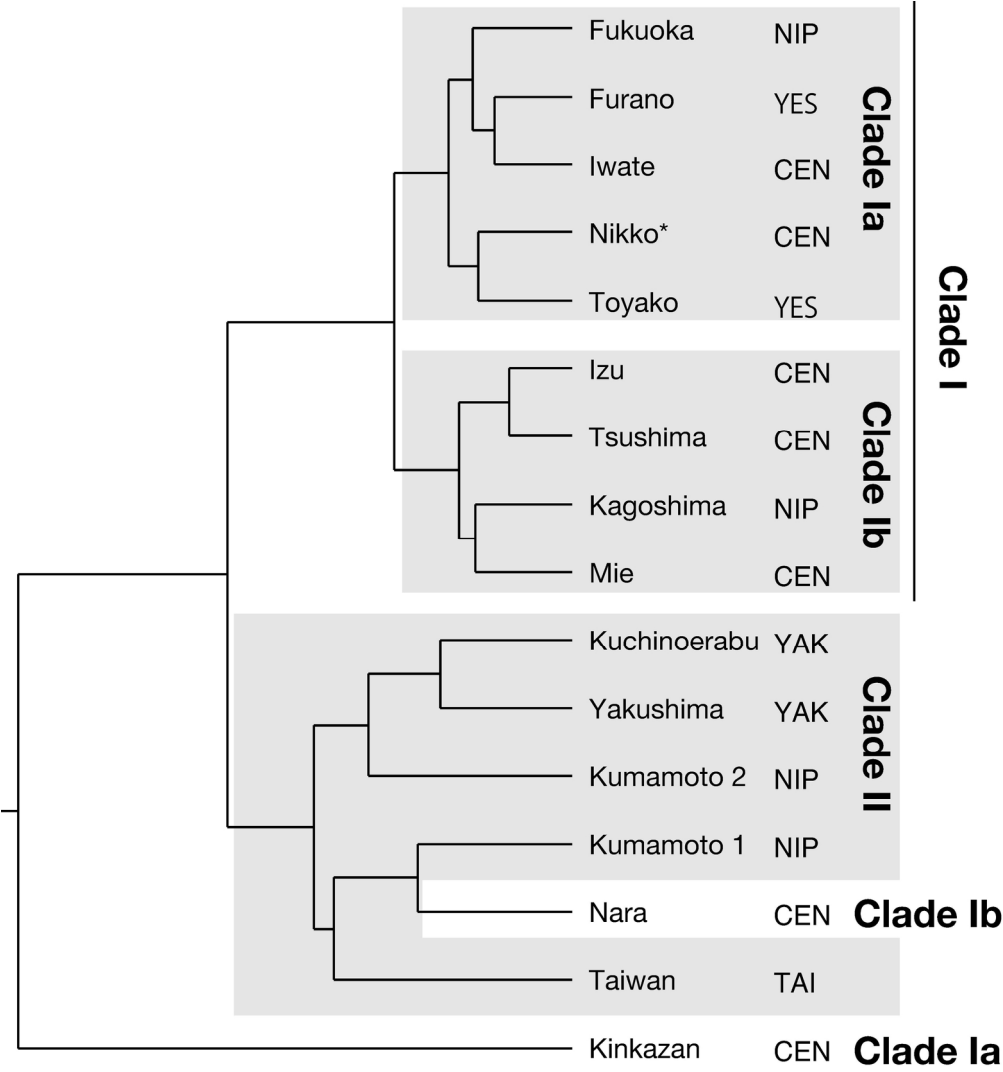 Fukuoka NIP
Furano YES
Iwate CEN
Nikko* CEN
Toyako YES
Clade Ia
Izu CEN
Tsushima CEN
Kagoshima NIP
Mie CEN
Clade Ib
Clade I
Kuchinoerabu YAK
Yakushima YAK
Kumamoto 2 NIP
Kumamoto 1 NIP
Clade II
Nara CEN Clade Ib
Taiwan TAI
Kinkazan CEN Clade Ia